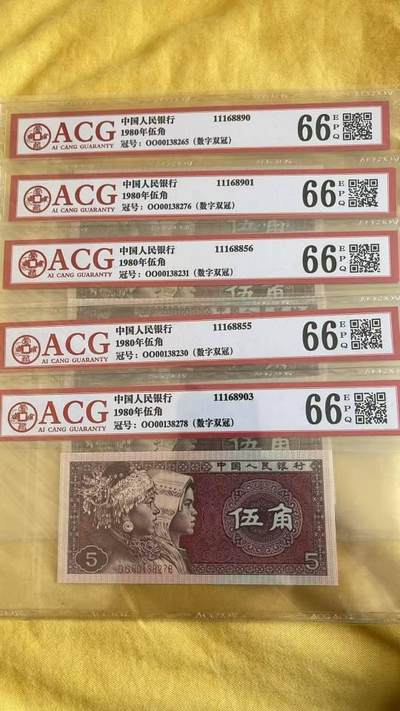 ACG
AI CANG GUARANTY
中国人民银行 11168890
1980年伍角
冠号：OO00138265（数字双冠）
66 EPQ
ACG
AI CANG GUARANTY
中国人民银行 11168901
1980年伍角
冠号：OO00138276（数字双冠）
66 EPQ
ACG
AI CANG GUARANTY
中国人民银行 11168856
1980年伍角
冠号：OO00138231（数字双冠）
66 EPQ
伍角
ACG
AI CANG GUARANTY
中国人民银行 11168855
1980年伍角
冠号：OO00138230（数字双冠）
66 EPQ
ACG
AI CANG GUARANTY
中国人民银行 11168903
1980年伍角
冠号：OO00138278（数字双冠）
66 EPQ
中国人民银行
伍角
5
5